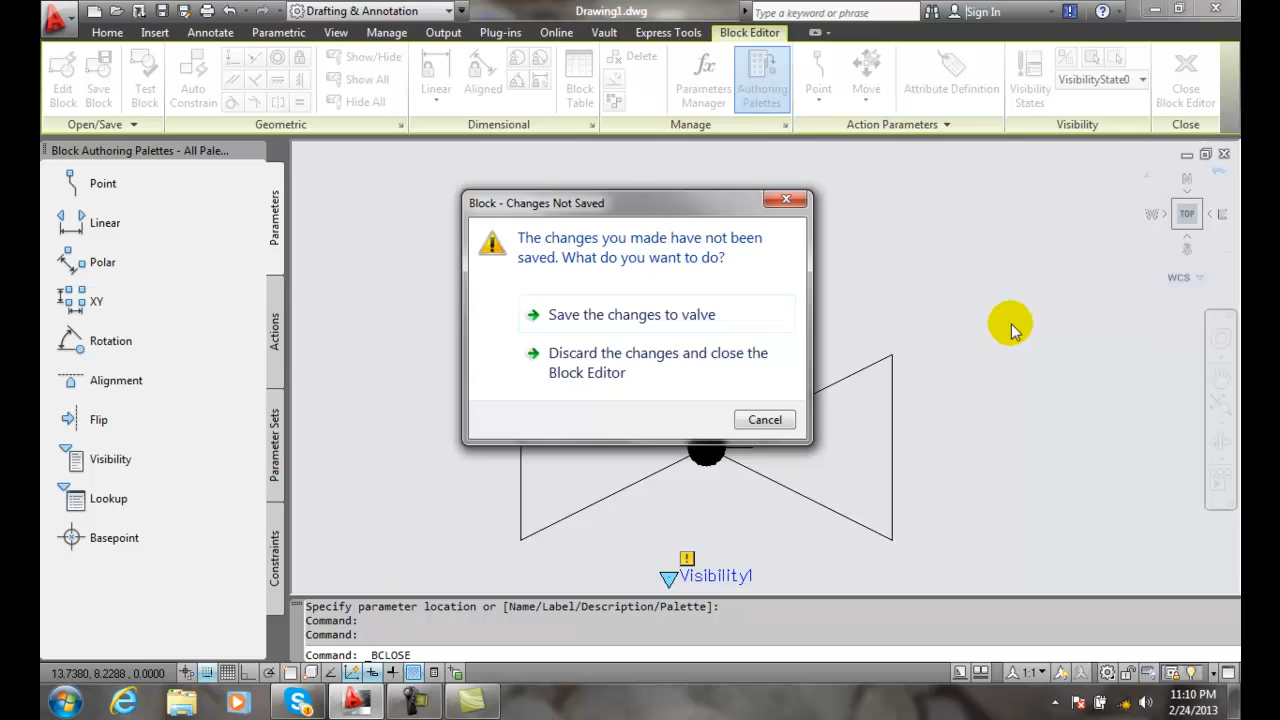 Drafting & Annotation
Drawing1.dwg
Type a keyword or phrase
Sign In
Home Insert Annotate Parametric View Manage Output Plug-ins Online Vault Express Tools Block Editor
Edit Block
Save Block
Test Block
Auto Constrain
Show/Hide
Show All
Hide All
Linear
Aligned
Block Table
Delete
Parameters Manager
Authoring Palettes
Point
Move
Attribute Definition
Visibility States
VisibilityState0
Close Block Editor
Open/Save
Geometric
Dimensional
Manage
Action Parameters
Visibility
Close
Block Authoring Palettes - All Pale...
Point
Linear
Polar
XY
Rotation
Alignment
Flip
Visibility
Lookup
Basepoint
Parameters
Actions
Parameter Sets
Constraints
Block - Changes Not Saved
The changes you made have not been
saved. What do you want to do?
Save the changes to valve
Discard the changes and close the
Block Editor
Cancel
N
W
TOP
E
S
WCS
!
Visibility1
Specify parameter location or [Name/Label/Description/Palette]:
Command:
Command:
Command: _BCLOSE
13.7380, 8.2288, 0.0000
1:1
11:10 PM
2/24/2013